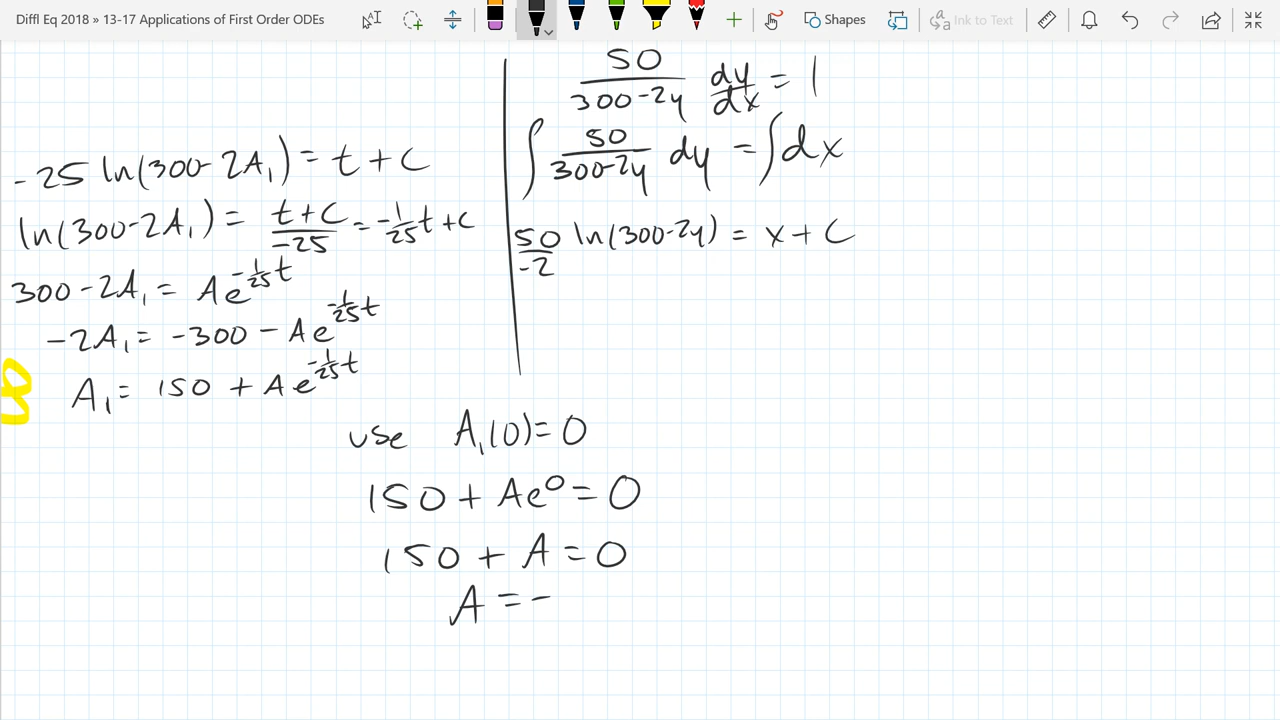 Diffl Eq 2018 » 13-17 Applications of First Order ODEs
Shapes
Ink to Text
-25 ln(300-2A₁) = t + C
ln(300-2A₁) = (t+C)/(-25) = -1/25 t + C
300 - 2A₁ = Ae^(-1/25 t)
-2A₁ = -300 - Ae^(-1/25 t)
A₁ = 150 + Ae^(-1/25 t)
50/(300-2y) dy/dx = 1
∫ 50/(300-2y) dy = ∫ dx
50/-2 ln(300-2y) = x + C
use A₁(0) = 0
150 + Ae⁰ = 0
150 + A = 0
A = -